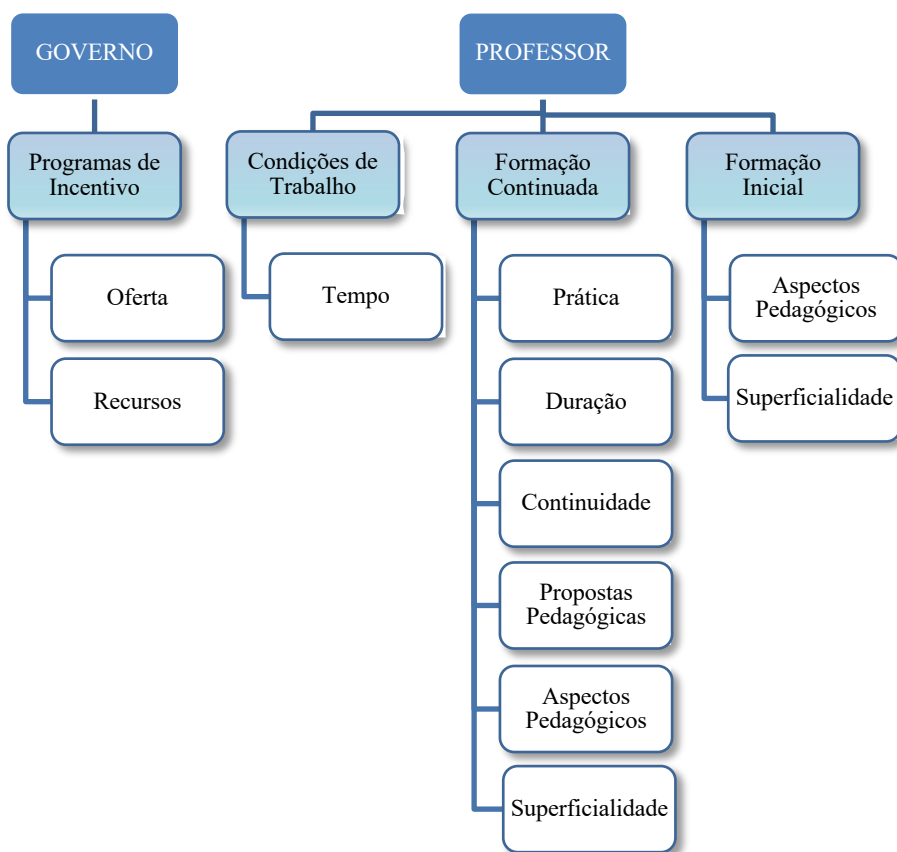 GOVERNO
PROFESSOR
Programas de
Incentivo
Condições de
Trabalho
Formação
Continuada
Formação
Inicial
Oferta
Tempo
Prática
Aspectos
Pedagógicos
Recursos
Duração
Superficialidade
Continuidade
Propostas
Pedagógicas
Aspectos
Pedagógicos
Superficialidade